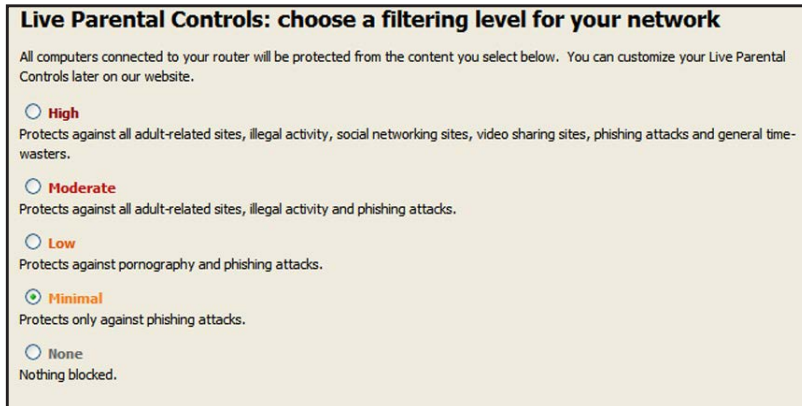 Live Parental Controls: choose a filtering level for your network
All computers connected to your router will be protected from the content you select below. You can customize your Live Parental
Controls later on our website.
High
Protects against all adult-related sites, illegal activity, social networking sites, video sharing sites, phishing attacks and general time-
wasters.
Moderate
Protects against all adult-related sites, illegal activity and phishing attacks.
Low
Protects against pornography and phishing attacks.
Minimal
Protects only against phishing attacks.
None
Nothing blocked.